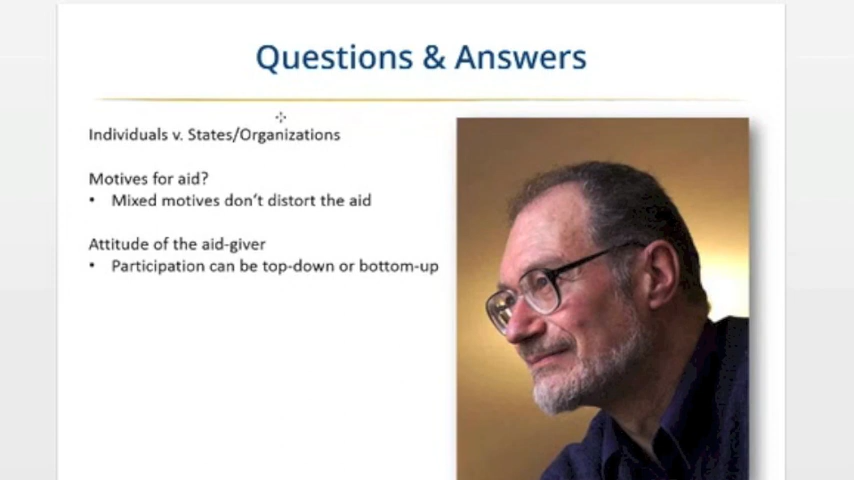 Questions & Answers
Individuals v. States/Organizations
Motives for aid?
• Mixed motives don't distort the aid
Attitude of the aid-giver
• Participation can be top-down or bottom-up